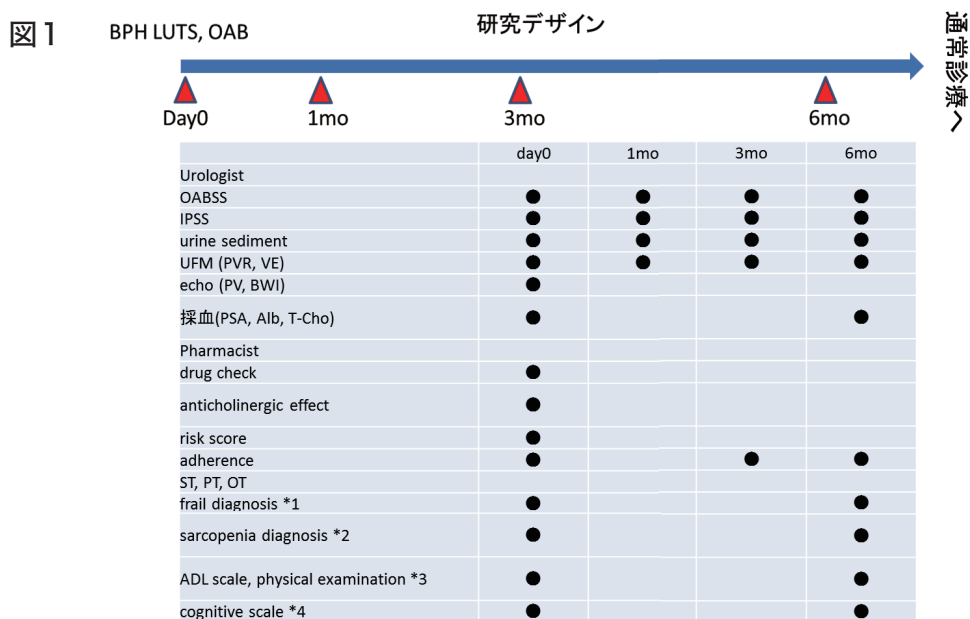 図1
BPH LUTS, OAB
研究デザイン
通常診療へ
Day0 1mo 3mo 6mo
day0 1mo 3mo 6mo
Urologist
OABSS ● ● ● ●
IPSS ● ● ● ●
urine sediment ● ● ● ●
UFM (PVR, VE) ● ● ● ●
echo (PV, BWI) ●
採血(PSA, Alb, T-Cho) ● ●
Pharmacist
drug check ●
anticholinergic effect ●
risk score ●
adherence ● ● ●
ST, PT, OT
frail diagnosis *1 ● ●
sarcopenia diagnosis *2 ● ●
ADL scale, physical examination *3 ● ●
cognitive scale *4 ● ●